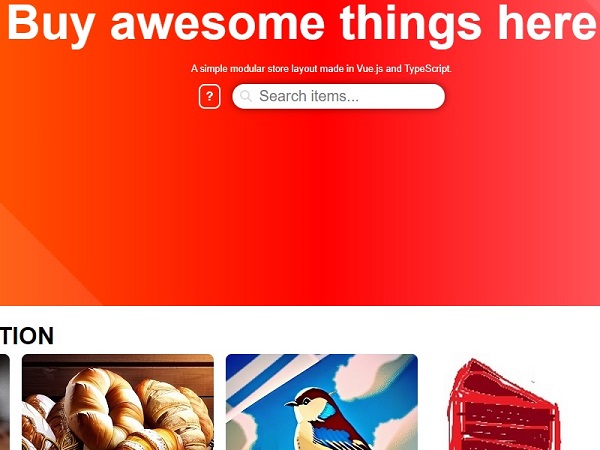 Buy awesome things here
A simple modular store layout made in Vue.js and TypeScript.
?
Search items...
TION